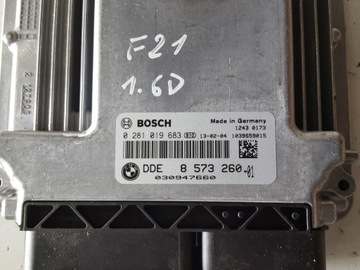 F21
1.6D
BOSCH
Made in Germany
1243 0173
0 281 019 683 E10 13-02-04 1039S59015
DDE 8 573 260-01
030947660